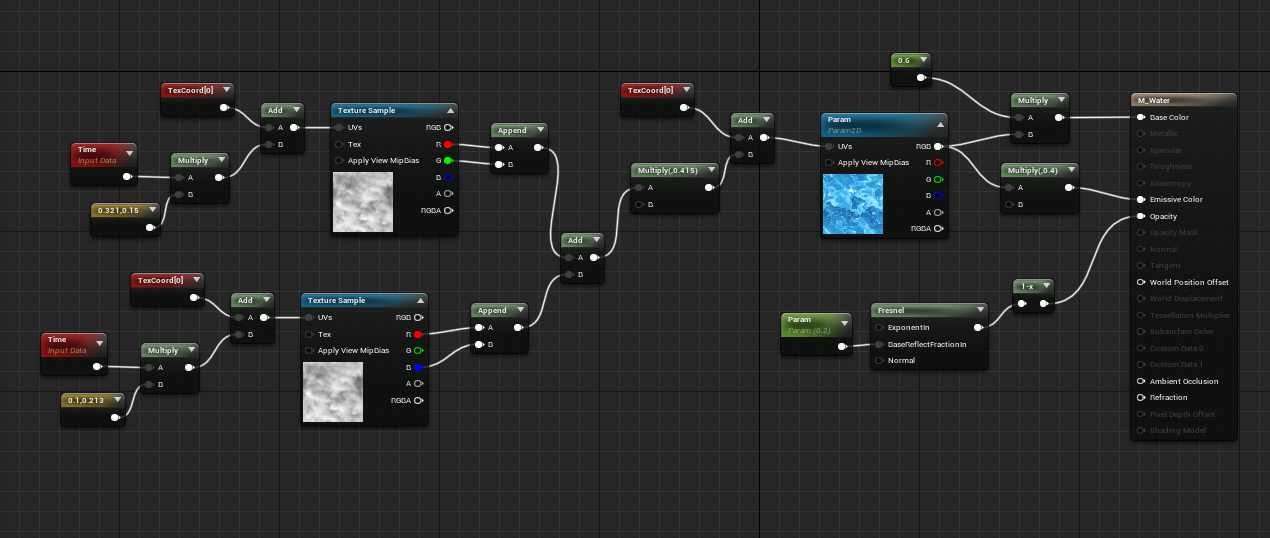 TexCoord[0]
Time
Input Data
0.321,0.15
Multiply
A
B
Add
A
B
Texture Sample
UVs
Tex
Apply View MipBias
RGB
R
G
B
A
RGBA
Append
A
B
TexCoord[0]
Time
Input Data
0.1,0.213
Multiply
A
B
Add
A
B
Texture Sample
UVs
Tex
Apply View MipBias
RGB
R
G
B
A
RGBA
Append
A
B
Add
A
B
Multiply(,0.415)
A
B
TexCoord[0]
Add
A
B
Param
Param2D
UVs
Apply View MipBias
RGB
R
G
B
A
RGBA
0.6
Multiply
A
B
Multiply(,0.4)
A
B
Param
Param (0.2)
Fresnel
ExponentIn
BaseReflectFractionIn
Normal
1-x
M_Water
Base Color
Metallic
Specular
Roughness
Anisotropy
Emissive Color
Opacity
Opacity Mask
Normal
Tangent
World Position Offset
World Displacement
Tessellation Multiplier
Subsurface Color
Custom Data 0
Custom Data 1
Ambient Occlusion
Refraction
Pixel Depth Offset
Shading Model